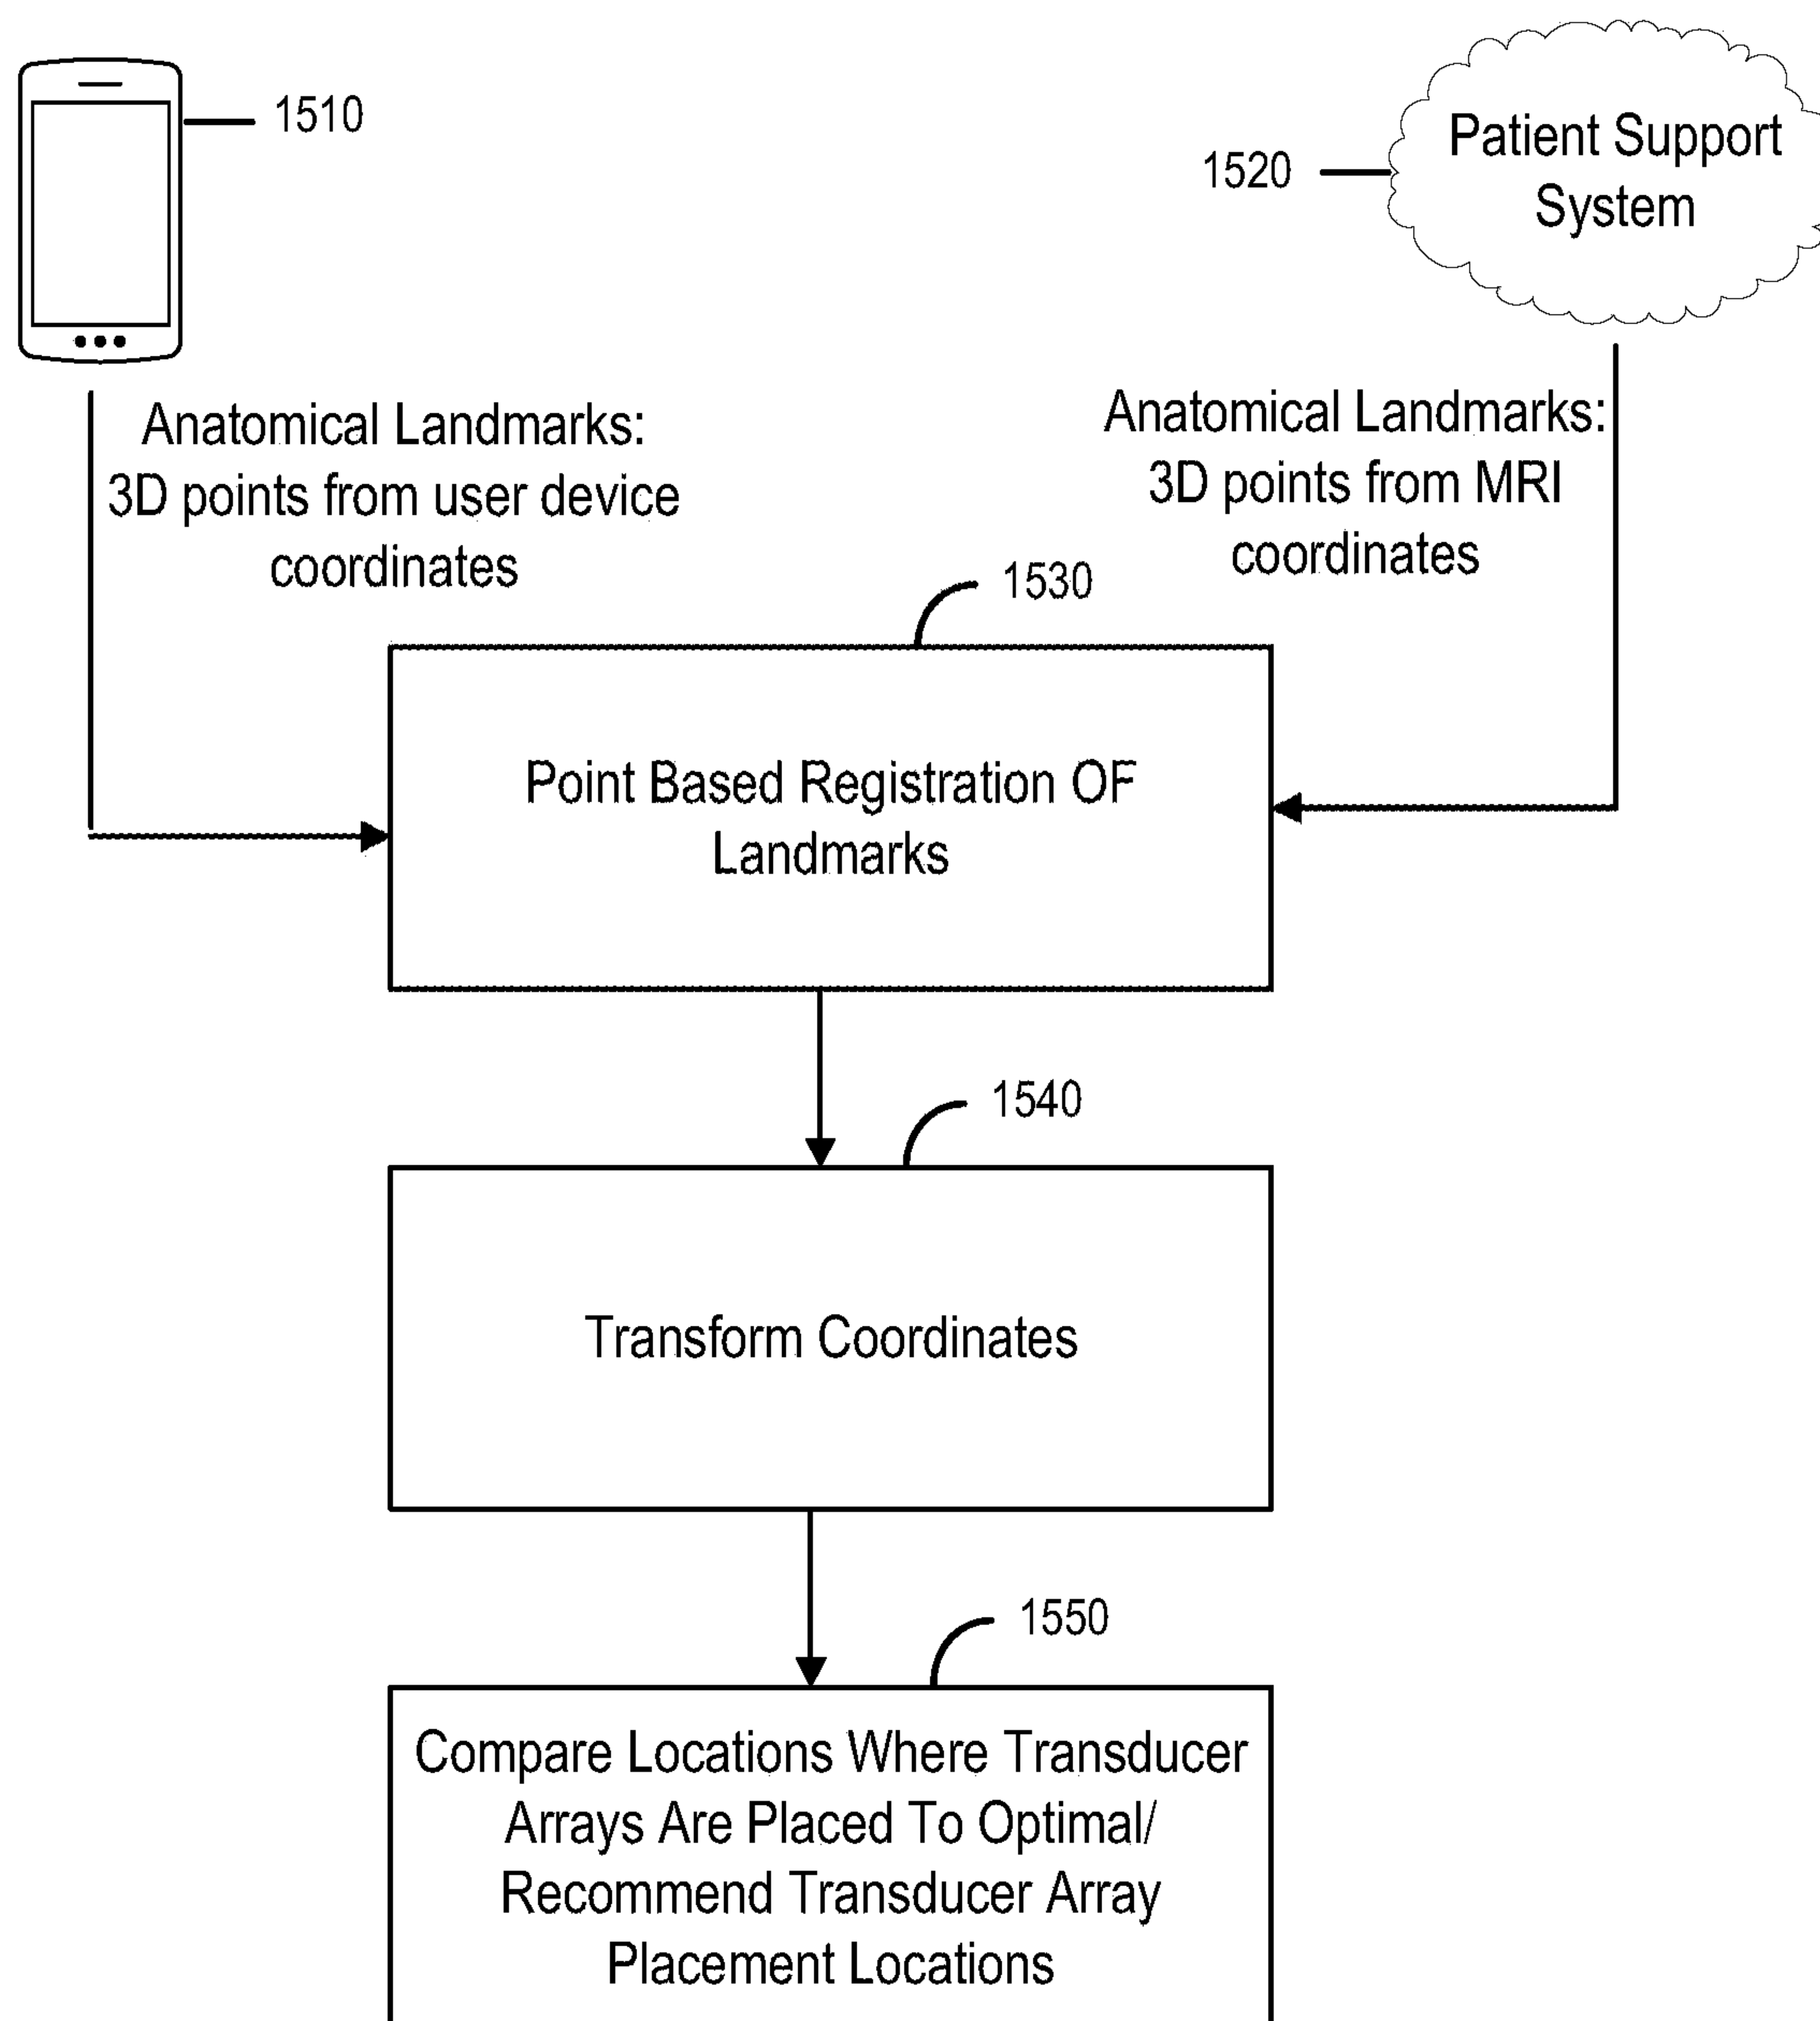 1510
1520
Patient Support
System
Anatomical Landmarks:
3D points from user device
coordinates
Anatomical Landmarks:
3D points from MRI
coordinates
1530
Point Based Registration OF
Landmarks
1540
Transform Coordinates
1550
Compare Locations Where Transducer
Arrays Are Placed To Optimal/
Recommend Transducer Array
Placement Locations